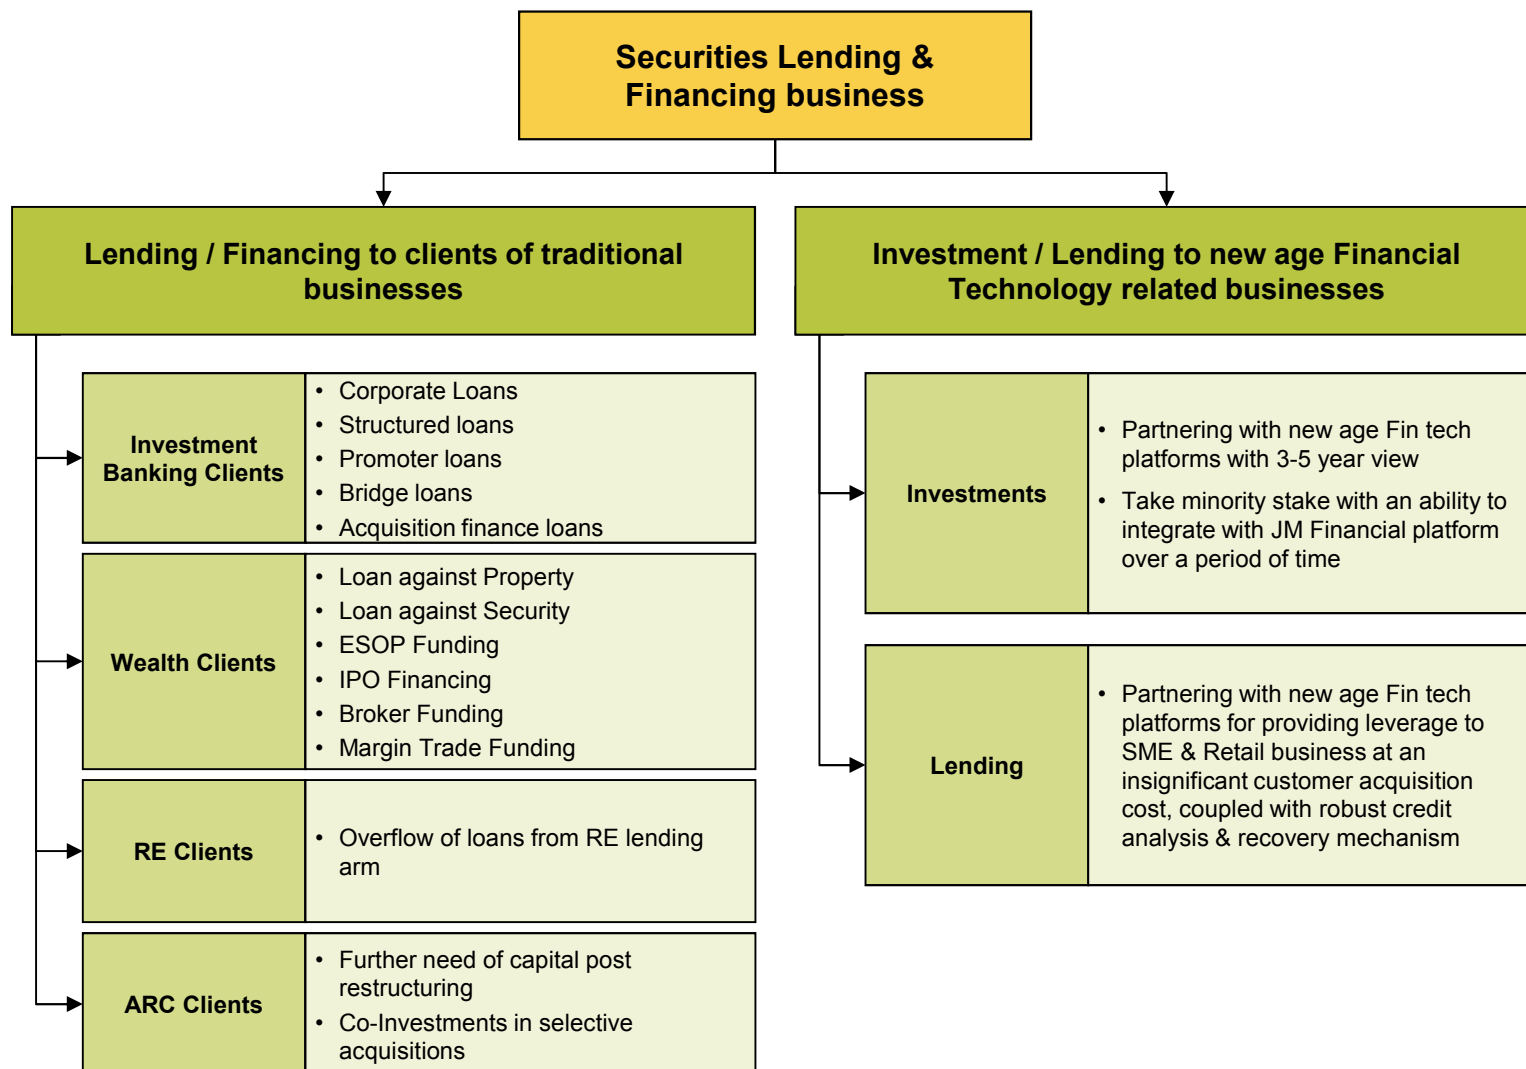 Securities Lending &
Financing business
Lending / Financing to clients of traditional
businesses
Investment
Banking Clients
• Corporate Loans
• Structured loans
• Promoter loans
• Bridge loans
• Acquisition finance loans
Wealth Clients
• Loan against Property
• Loan against Security
• ESOP Funding
• IPO Financing
• Broker Funding
• Margin Trade Funding
RE Clients
• Overflow of loans from RE lending
arm
ARC Clients
• Further need of capital post
restructuring
• Co-Investments in selective
acquisitions
Investment / Lending to new age Financial
Technology related businesses
Investments
• Partnering with new age Fin tech
platforms with 3-5 year view
• Take minority stake with an ability to
integrate with JM Financial platform
over a period of time
Lending
• Partnering with new age Fin tech
platforms for providing leverage to
SME & Retail business at an
insignificant customer acquisition
cost, coupled with robust credit
analysis & recovery mechanism